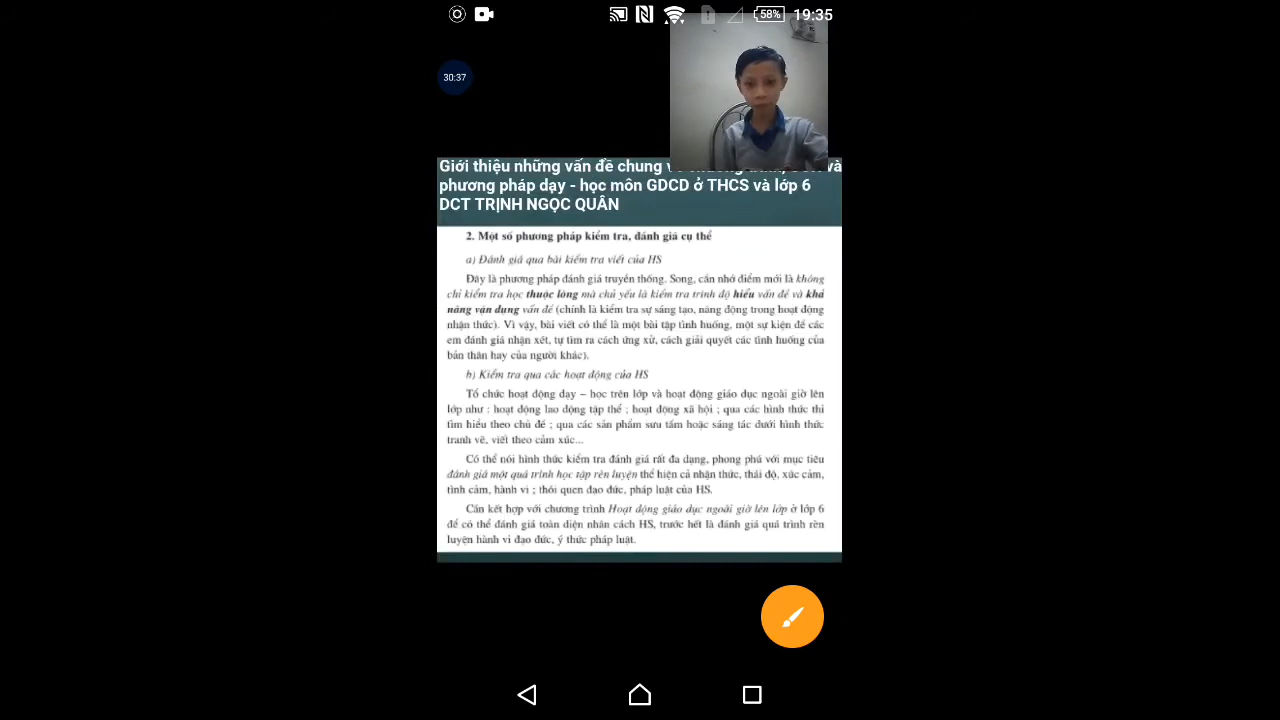 58%
19:35
30:37
Giới thiệu những vấn đề chung
phương pháp dạy - học môn GDCD ở THCS và lớp 6
DCT TRỊNH NGỌC QUÂN
2. Một số phương pháp kiểm tra, đánh giá cụ thể
a) Đánh giá qua bài kiểm tra viết của HS
Đây là phương pháp đánh giá truyền thống. Song, cần nhớ điểm mới là không
chỉ kiểm tra học thuộc lòng mà chủ yếu là kiểm tra trình độ hiểu vấn đề và khả
năng vận dụng vấn đề (chính là kiểm tra sự sáng tạo, năng động trong hoạt động
nhận thức). Vì vậy, bài viết có thể là một bài tập tình huống, một sự kiện để các
em đánh giá nhận xét, tự tìm ra cách ứng xử, cách giải quyết các tình huống của
bản thân hay của người khác).
b) Kiểm tra qua các hoạt động của HS
Tổ chức hoạt động dạy – học trên lớp và hoạt động giáo dục ngoài giờ lên
lớp như : hoạt động lao động tập thể ; hoạt động xã hội ; qua các hình thức thi
tìm hiểu theo chủ đề ; qua các sản phẩm sưu tầm hoặc sáng tác dưới hình thức
tranh vẽ, viết theo cảm xúc...
Có thể nói hình thức kiểm tra đánh giá rất đa dạng, phong phú với mục tiêu
đánh giá một quá trình học tập rèn luyện thể hiện cả nhận thức, thái độ, xúc cảm,
tình cảm, hành vi ; thói quen đạo đức, pháp luật của HS.
Cần kết hợp với chương trình Hoạt động giáo dục ngoài giờ lên lớp ở lớp 6
để có thể đánh giá toàn diện nhân cách HS, trước hết là đánh giá quá trình rèn
luyện hành vi đạo đức, ý thức pháp luật.